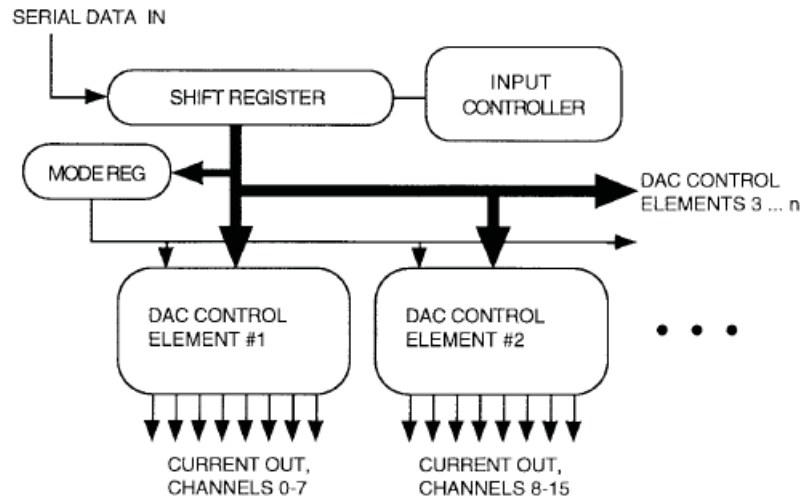 SERIAL DATA IN
SHIFT REGISTER
INPUT
CONTROLLER
MODE REG
DAC CONTROL
ELEMENTS 3 ... n
DAC CONTROL
ELEMENT #1
DAC CONTROL
ELEMENT #2
CURRENT OUT,
CHANNELS 0-7
CURRENT OUT,
CHANNELS 8-15